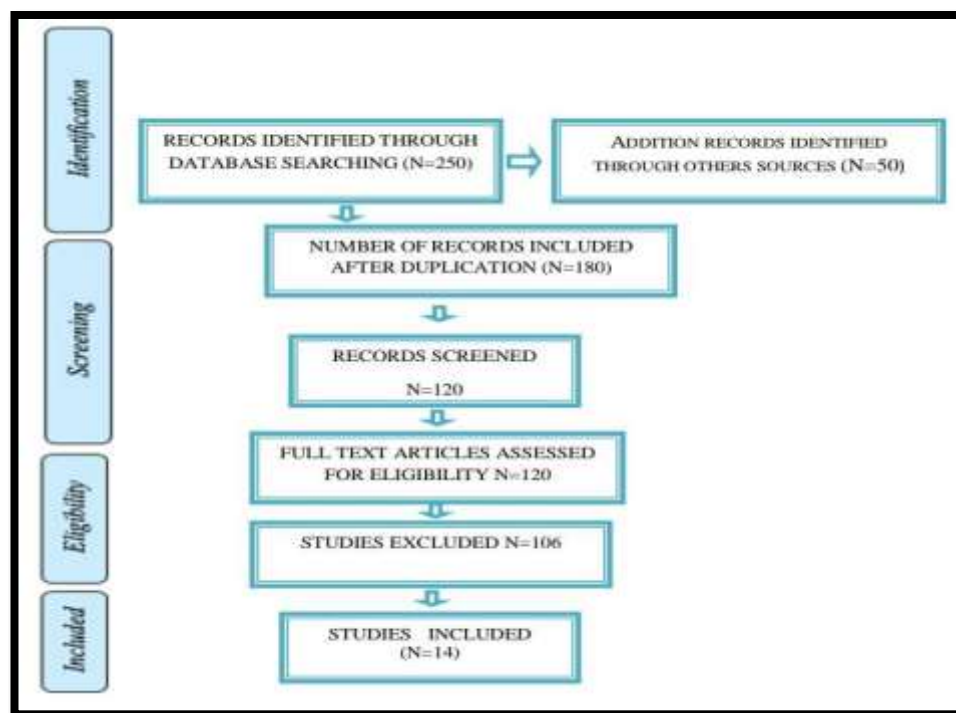 Identification
RECORDS IDENTIFIED THROUGH
DATABASE SEARCHING (N=250)
ADDITION RECORDS IDENTIFIED
THROUGH OTHERS SOURCES (N=50)
Screening
NUMBER OF RECORDS INCLUDED
AFTER DUPLICATION (N=180)
RECORDS SCREENED
N=120
Eligibility
FULL TEXT ARTICLES ASSESSED
FOR ELIGIBILITY N=120
STUDIES EXCLUDED N=106
Included
STUDIES INCLUDED
(N=14)